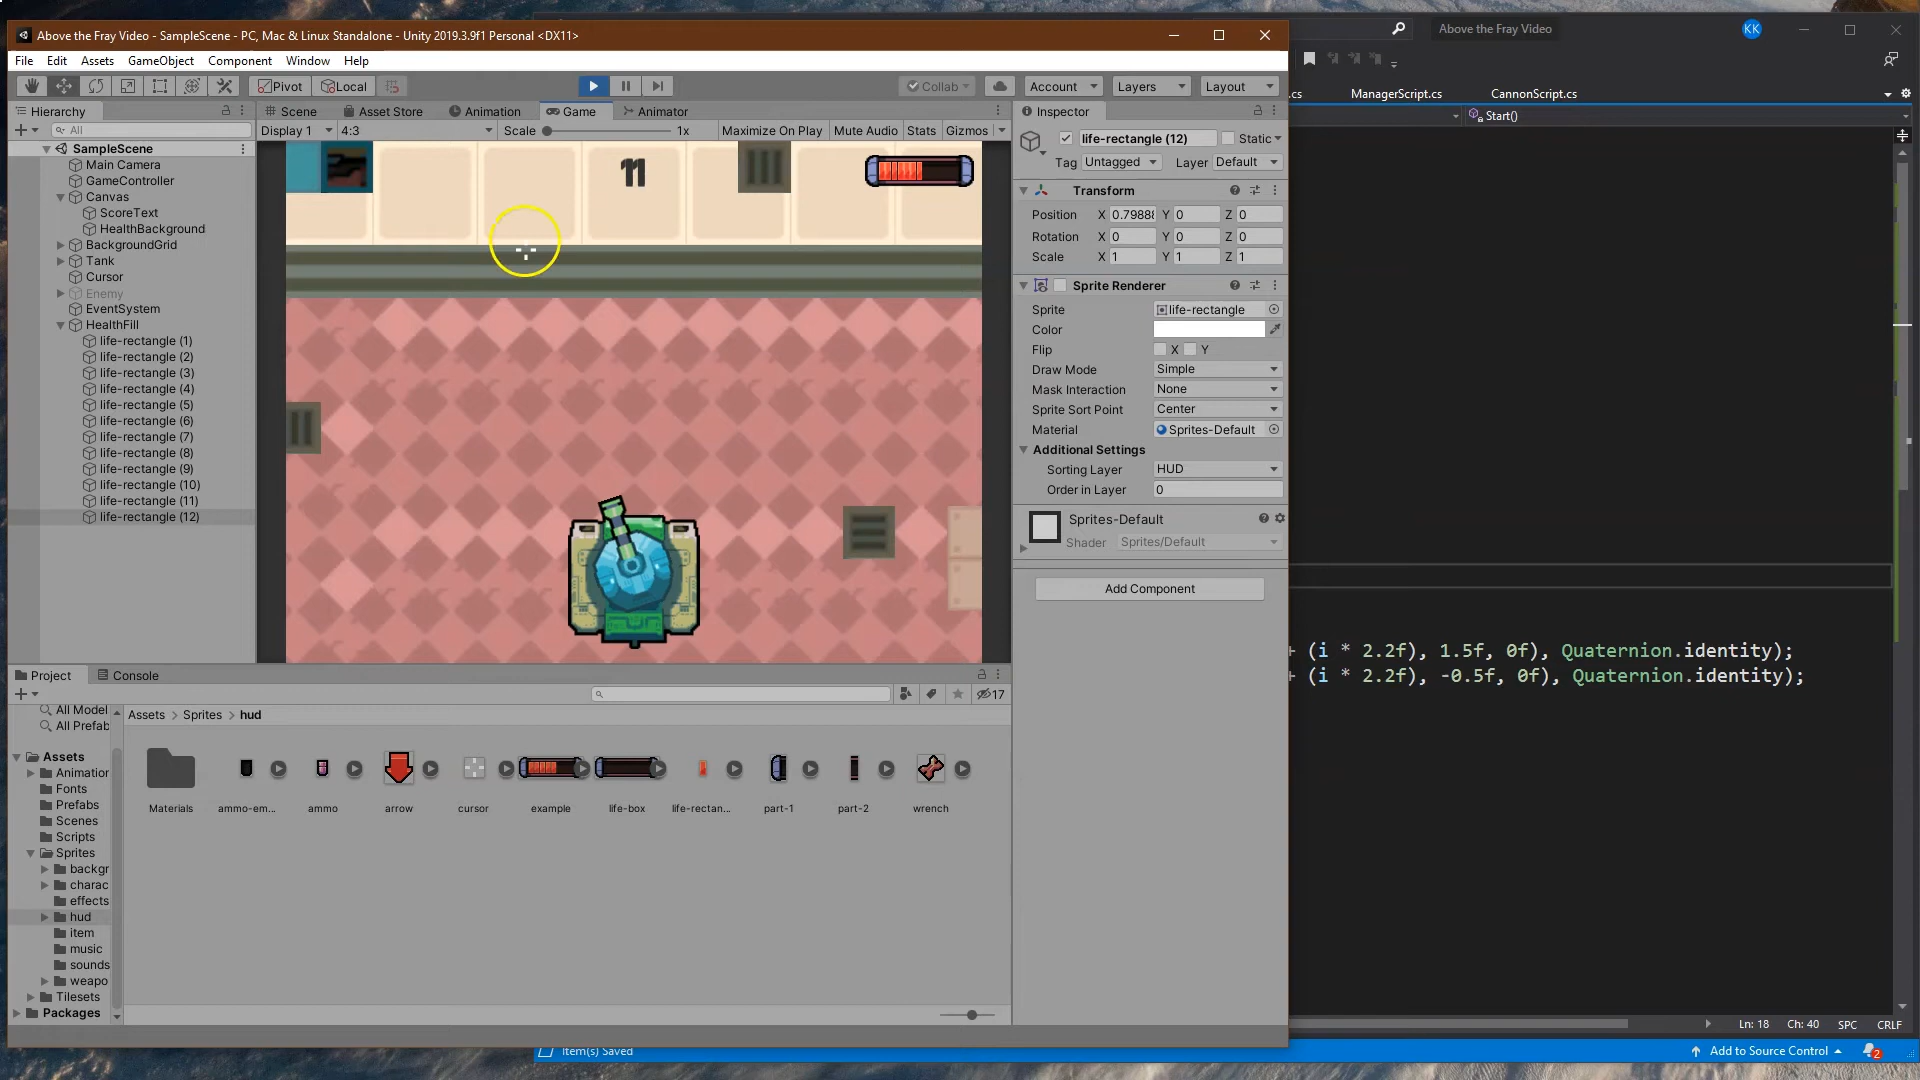 Above the Fray Video - SampleScene - PC, Mac & Linux Standalone - Unity 2019.3.9f1 Personal <DX11>
Above the Fray Video
KK
File Edit Assets GameObject Component Window Help
Pivot Local Collab Account Layers Layout
.cs ManagerScript.cs CannonScript.cs
Start()
Hierarchy
All
SampleScene
Main Camera
GameController
Canvas
ScoreText
HealthBackground
BackgroundGrid
Tank
Cursor
Enemy
EventSystem
HealthFill
life-rectangle (1)
life-rectangle (2)
life-rectangle (3)
life-rectangle (4)
life-rectangle (5)
life-rectangle (6)
life-rectangle (7)
life-rectangle (8)
life-rectangle (9)
life-rectangle (10)
life-rectangle (11)
life-rectangle (12)
Scene Asset Store Animation Game Animator
Display 1 4:3 Scale 1x Maximize On Play Mute Audio Stats Gizmos
11
Inspector
life-rectangle (12) Static
Tag Untagged Layer Default
Transform
Position X 0.7988 Y 0 Z 0
Rotation X 0 Y 0 Z 0
Scale X 1 Y 1 Z 1
Sprite Renderer
Sprite life-rectangle
Color
Flip X Y
Draw Mode Simple
Mask Interaction None
Sprite Sort Point Center
Material Sprites-Default
Additional Settings
Sorting Layer HUD
Order in Layer 0
Sprites-Default
Shader Sprites/Default
Add Component
+ (i * 2.2f), 1.5f, 0f), Quaternion.identity);
+ (i * 2.2f), -0.5f, 0f), Quaternion.identity);
Project Console
17
All Model
All Prefab
Assets
Animation
Fonts
Prefabs
Scenes
Scripts
Sprites
backgr
charac
effects
hud
item
music
sounds
weapo
Tilesets
Packages
Assets > Sprites > hud
Materials ammo-em... ammo arrow cursor example life-box life-rectan... part-1 part-2 wrench
Ln: 18 Ch: 40 SPC CRLF
Item(s) Saved
Add to Source Control 2